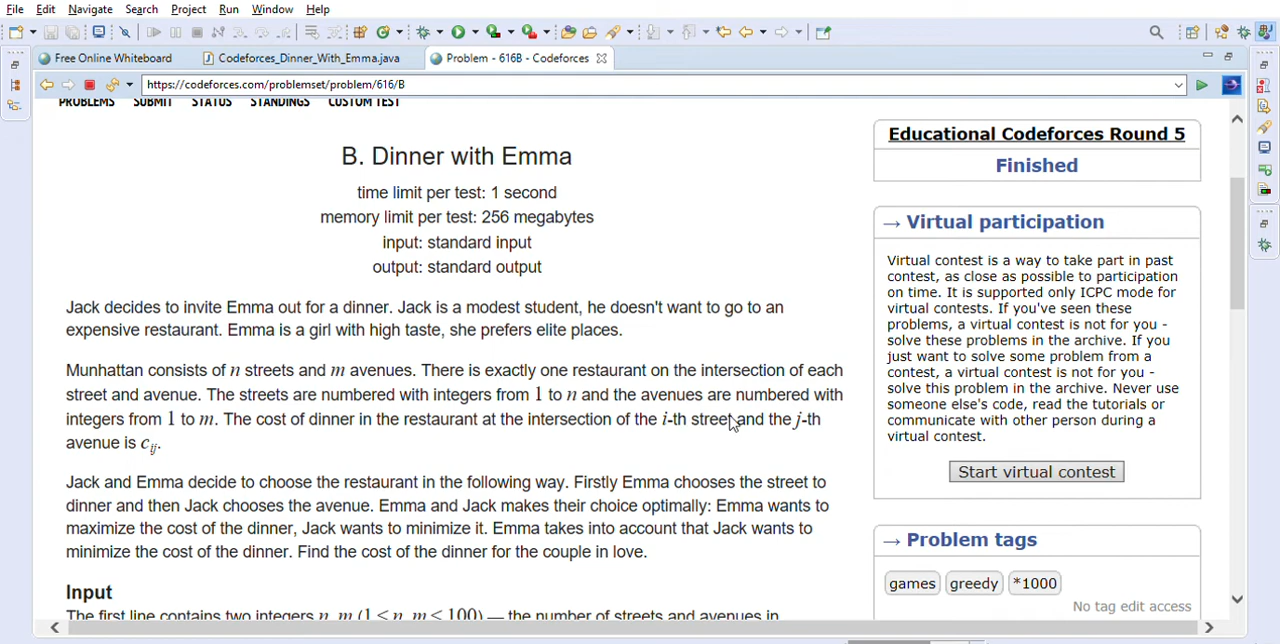 File Edit Navigate Search Project Run Window Help
Free Online Whiteboard Codeforces_Dinner_With_Emma.java Problem - 616B - Codeforces
https://codeforces.com/problemset/problem/616/B
PROBLEMS SUBMIT STATUS STANDINGS CUSTOM TEST
B. Dinner with Emma
time limit per test: 1 second
memory limit per test: 256 megabytes
input: standard input
output: standard output
Jack decides to invite Emma out for a dinner. Jack is a modest student, he doesn't want to go to an
expensive restaurant. Emma is a girl with high taste, she prefers elite places.
Munhattan consists of n streets and m avenues. There is exactly one restaurant on the intersection of each
street and avenue. The streets are numbered with integers from 1 to n and the avenues are numbered with
integers from 1 to m. The cost of dinner in the restaurant at the intersection of the i-th street and the j-th
avenue is cij.
Jack and Emma decide to choose the restaurant in the following way. Firstly Emma chooses the street to
dinner and then Jack chooses the avenue. Emma and Jack makes their choice optimally: Emma wants to
maximize the cost of the dinner, Jack wants to minimize it. Emma takes into account that Jack wants to
minimize the cost of the dinner. Find the cost of the dinner for the couple in love.
Input
The first line contains two integers n, m (1 ≤ n, m ≤ 100) — the number of streets and avenues in
Educational Codeforces Round 5
Finished
→ Virtual participation
Virtual contest is a way to take part in past
contest, as close as possible to participation
on time. It is supported only ICPC mode for
virtual contests. If you've seen these
problems, a virtual contest is not for you -
solve these problems in the archive. If you
just want to solve some problem from a
contest, a virtual contest is not for you -
solve this problem in the archive. Never use
someone else's code, read the tutorials or
communicate with other person during a
virtual contest.
Start virtual contest
→ Problem tags
games greedy *1000
No tag edit access